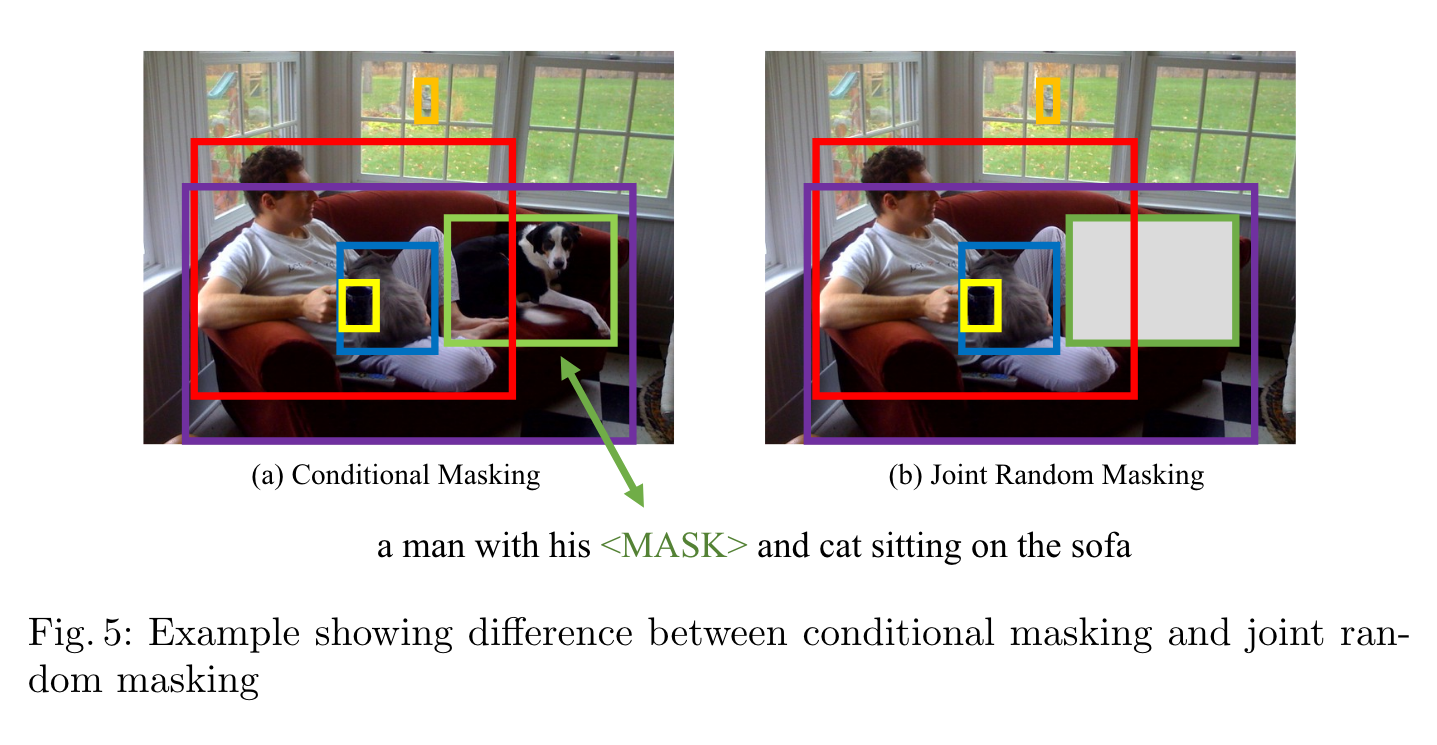 (a) Conditional Masking
(b) Joint Random Masking
a man with his <MASK> and cat sitting on the sofa
Fig. 5: Example showing difference between conditional masking and joint ran-
dom masking